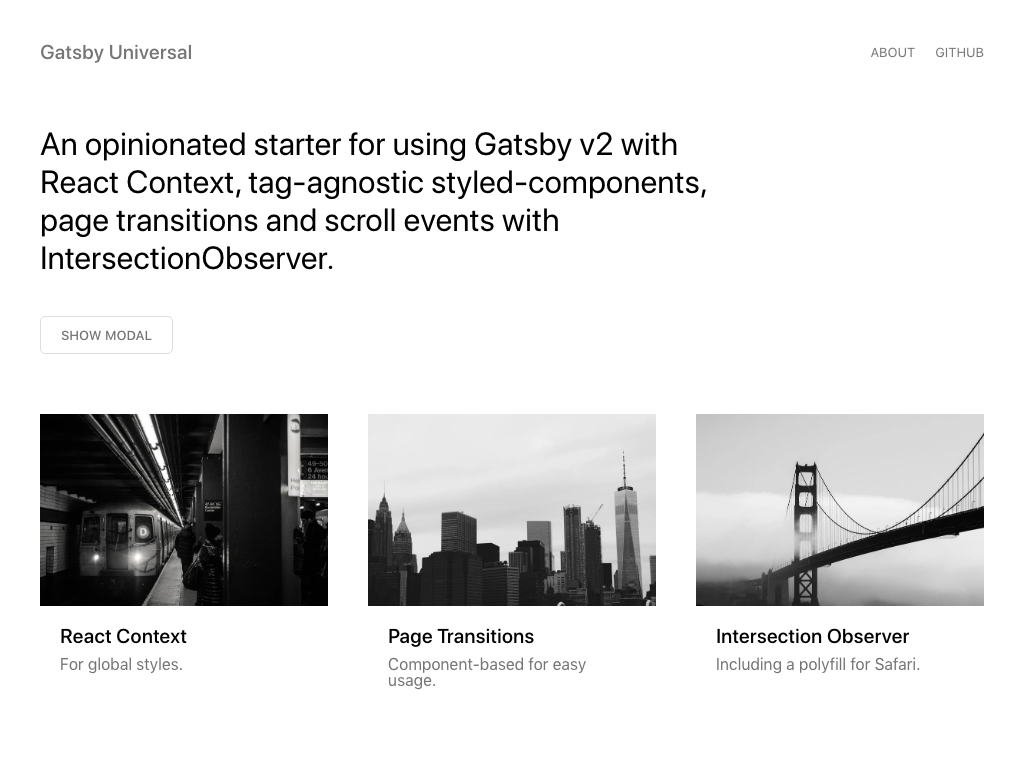 Gatsby Universal
ABOUT GITHUB
An opinionated starter for using Gatsby v2 with
React Context, tag-agnostic styled-components,
page transitions and scroll events with
IntersectionObserver.
SHOW MODAL
D
React Context
For global styles.
Page Transitions
Component-based for easy
usage.
Intersection Observer
Including a polyfill for Safari.